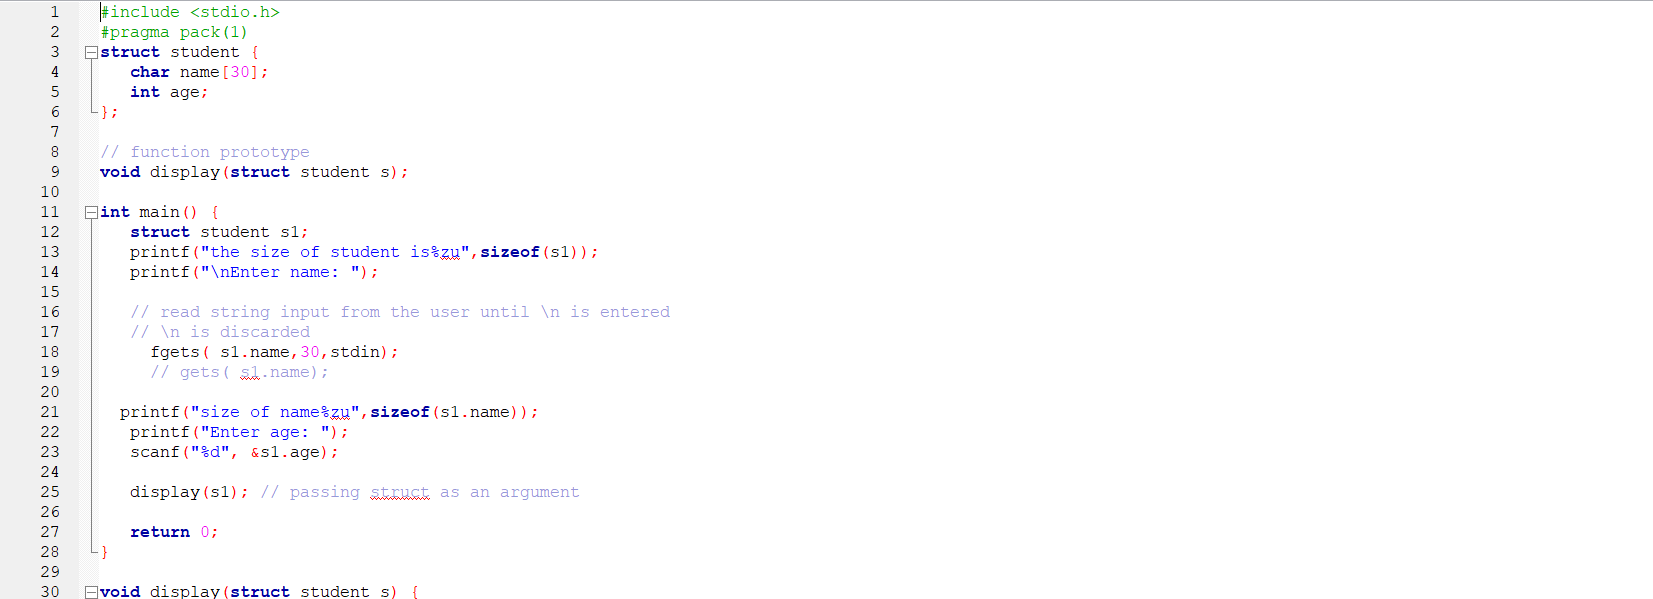 1 #include <stdio.h>
2 #pragma pack(1)
3 struct student {
4 char name[30];
5 int age;
6 };
7
8 // function prototype
9 void display(struct student s);
10
11 int main() {
12 struct student s1;
13 printf("the size of student is%zu",sizeof(s1));
14 printf("\nEnter name: ");
15
16 // read string input from the user until \n is entered
17 // \n is discarded
18 fgets( s1.name,30,stdin);
19 // gets( s1.name);
20
21 printf("size of name%zu",sizeof(s1.name));
22 printf("Enter age: ");
23 scanf("%d", &s1.age);
24
25 display(s1); // passing struct as an argument
26
27 return 0;
28 }
29
30 void display(struct student s) {